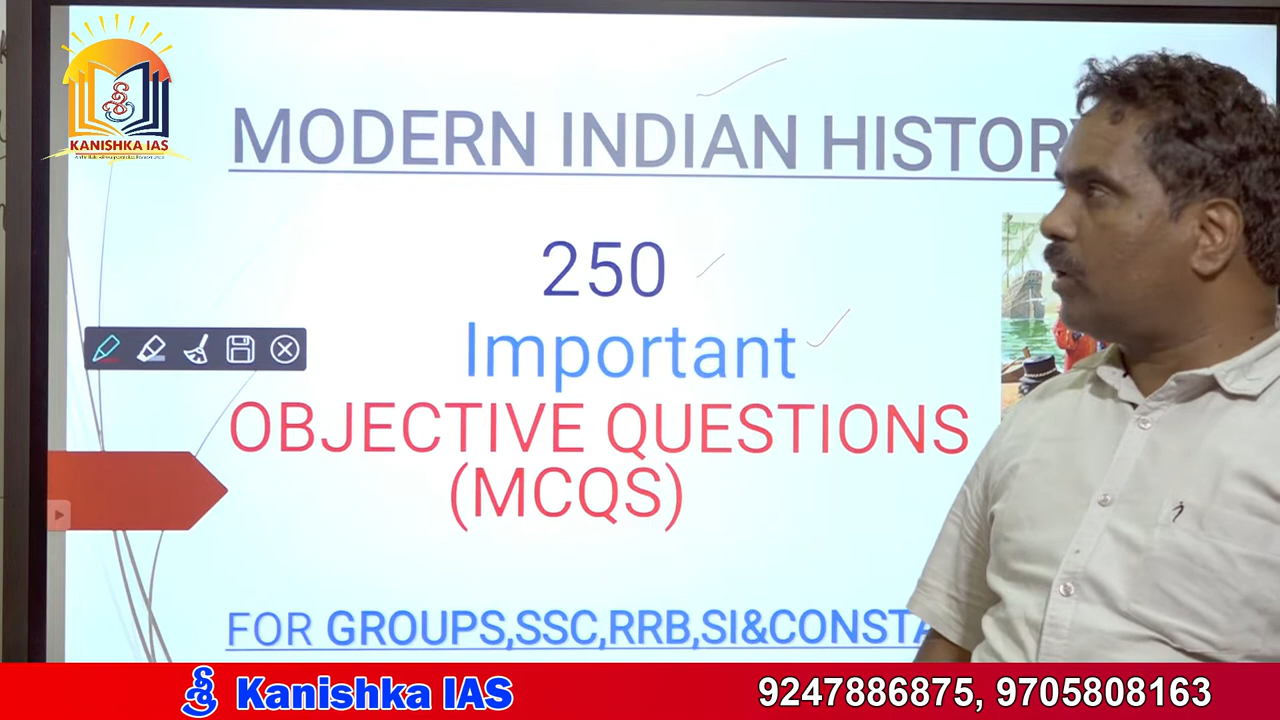 KANISHKA IAS
MODERN INDIAN HISTOR
250
Important
OBJECTIVE QUESTIONS
(MCQS)
FOR GROUPS,SSC,RRB,SI&CONSTA
శ్రీ Kanishka IAS
9247886875, 9705808163